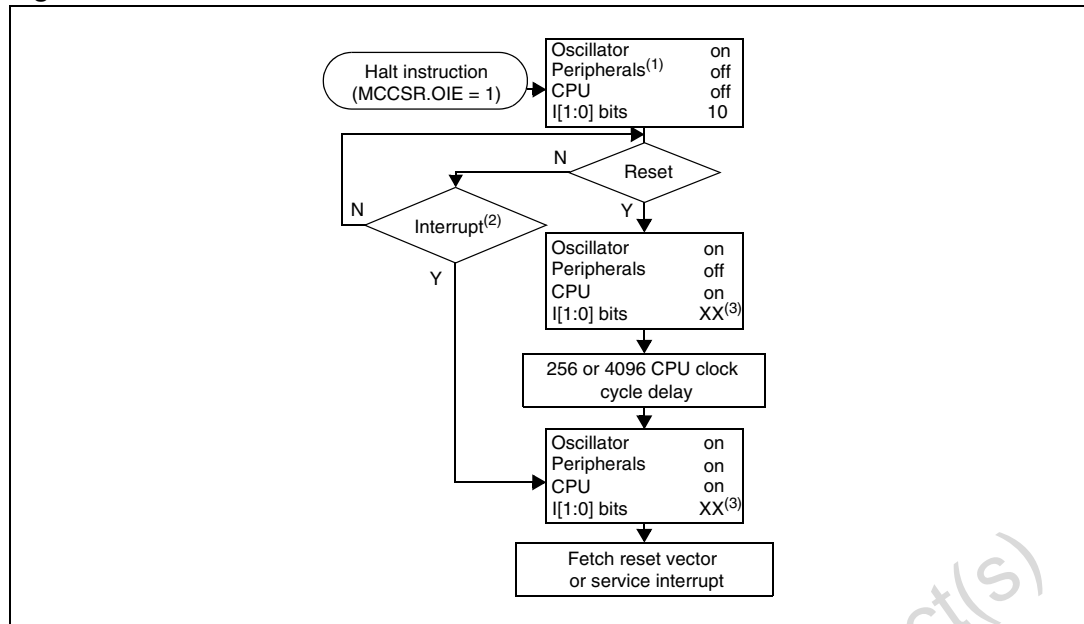 Halt instruction
(MCCSR.OIE = 1)
Oscillator on
Peripherals(1) off
CPU off
I[1:0] bits 10
N
Reset
N
Interrupt(2)
Y
Y
Oscillator on
Peripherals off
CPU on
I[1:0] bits XX(3)
256 or 4096 CPU clock
cycle delay
Oscillator on
Peripherals on
CPU on
I[1:0] bits XX(3)
Fetch reset vector
or service interrupt
ct(s)